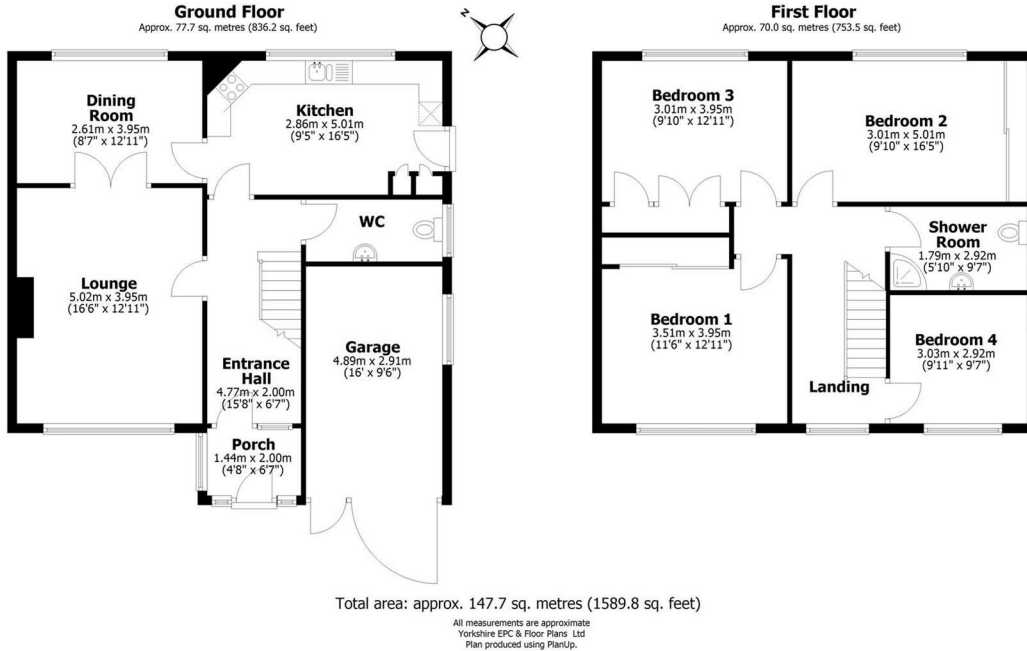 Ground Floor
Approx. 77.7 sq. metres (836.2 sq. feet)
N
Dining
Room
2.61m x 3.95m
(8'7" x 12'11")
Kitchen
2.86m x 5.01m
(9'5" x 16'5")
WC
Lounge
5.02m x 3.95m
(16'6" x 12'11")
Garage
4.89m x 2.91m
(16' x 9'6")
Entrance
Hall
4.77m x 2.00m
(15'8" x 6'7")
Porch
1.44m x 2.00m
(4'8" x 6'7")
First Floor
Approx. 70.0 sq. metres (753.5 sq. feet)
Bedroom 3
3.01m x 3.95m
(9'10" x 12'11")
Bedroom 2
3.01m x 5.01m
(9'10" x 16'5")
Shower
Room
1.79m x 2.92m
(5'10" x 9'7")
Bedroom 1
3.51m x 3.95m
(11'6" x 12'11")
Bedroom 4
3.03m x 2.92m
(9'11" x 9'7")
Landing
Total area: approx. 147.7 sq. metres (1589.8 sq. feet)
All measurements are approximate
Yorkshire EPC & Floor Plans Ltd
Plan produced using PlanUp.